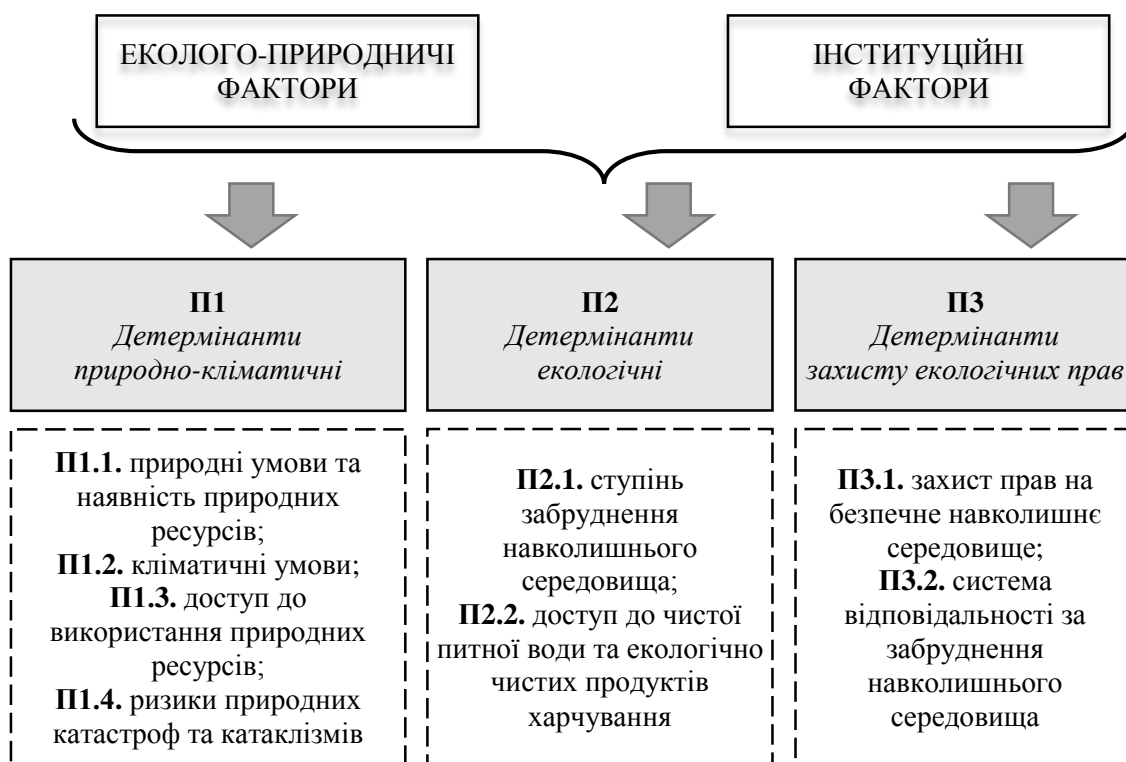 ЕКОЛОГО-ПРИРОДНИЧІ
ФАКТОРИ
ІНСТИТУЦІЙНІ
ФАКТОРИ
П1
Детермінанти
природно-кліматичні
П2
Детермінанти
екологічні
П3
Детермінанти
захисту екологічних прав
П1.1. природні умови та
наявність природних
ресурсів;
П1.2. кліматичні умови;
П1.3. доступ до
використання природних
ресурсів;
П1.4. ризики природних
катастроф та катаклізмів
П2.1. ступінь
забруднення
навколишнього
середовища;
П2.2. доступ до чистої
питної води та екологічно
чистих продуктів
харчування
П3.1. захист прав на
безпечне навколишнє
середовище;
П3.2. система
відповідальності за
забруднення
навколишнього
середовища